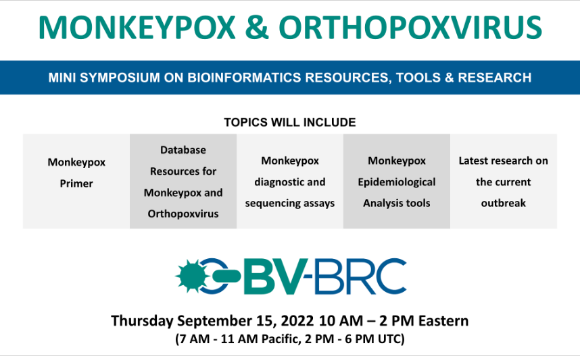 MONKEYPOX & ORTHOPOXVIRUS
MINI SYMPOSIUM ON BIOINFORMATICS RESOURCES, TOOLS & RESEARCH
TOPICS WILL INCLUDE
Monkeypox
Primer
Database
Resources for
Monkeypox and
Orthopoxvirus
Monkeypox
diagnostic and
sequencing assays
Monkeypox
Epidemiological
Analysis tools
Latest research on
the current
outbreak
BV-BRC
Thursday September 15, 2022 10 AM – 2 PM Eastern
(7 AM - 11 AM Pacific, 2 PM - 6 PM UTC)